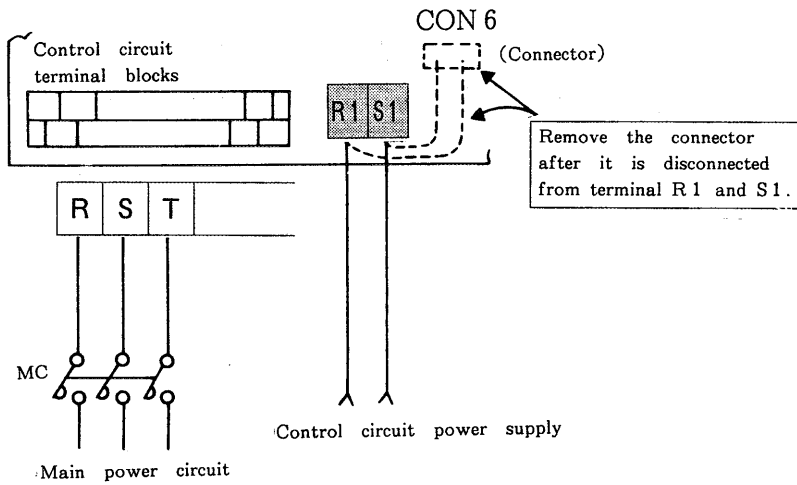 CON 6
(Connector)
Control circuit
terminal blocks
R1 S1
Remove the connector
after it is disconnected
from terminal R1 and S1.
R S T
MC
Control circuit power supply
Main power circuit